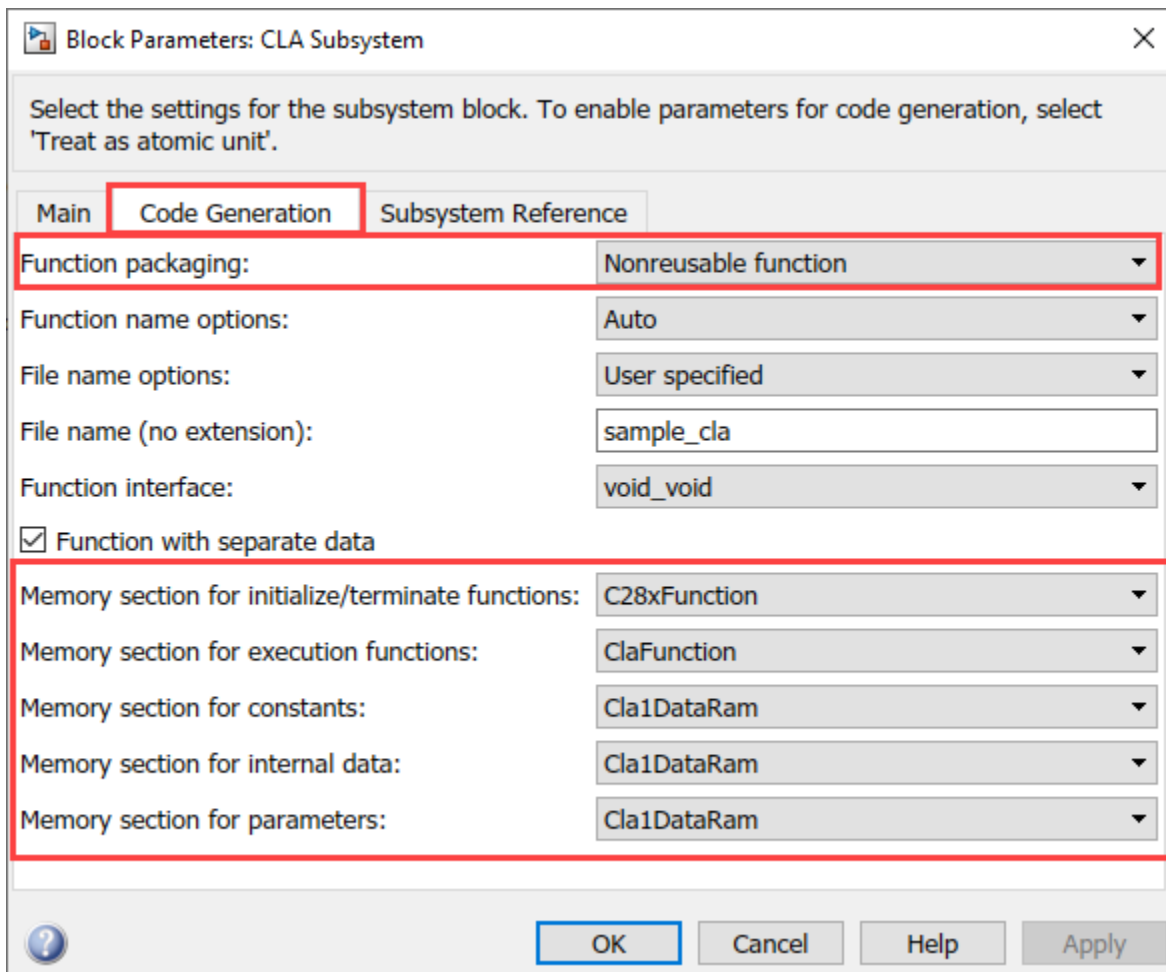 Block Parameters: CLA Subsystem
Select the settings for the subsystem block. To enable parameters for code generation, select
'Treat as atomic unit'.
Main Code Generation Subsystem Reference
Function packaging: Nonreusable function
Function name options: Auto
File name options: User specified
File name (no extension): sample_cla
Function interface: void_void
Function with separate data
Memory section for initialize/terminate functions: C28xFunction
Memory section for execution functions: ClaFunction
Memory section for constants: Cla1DataRam
Memory section for internal data: Cla1DataRam
Memory section for parameters: Cla1DataRam
? OK Cancel Help Apply